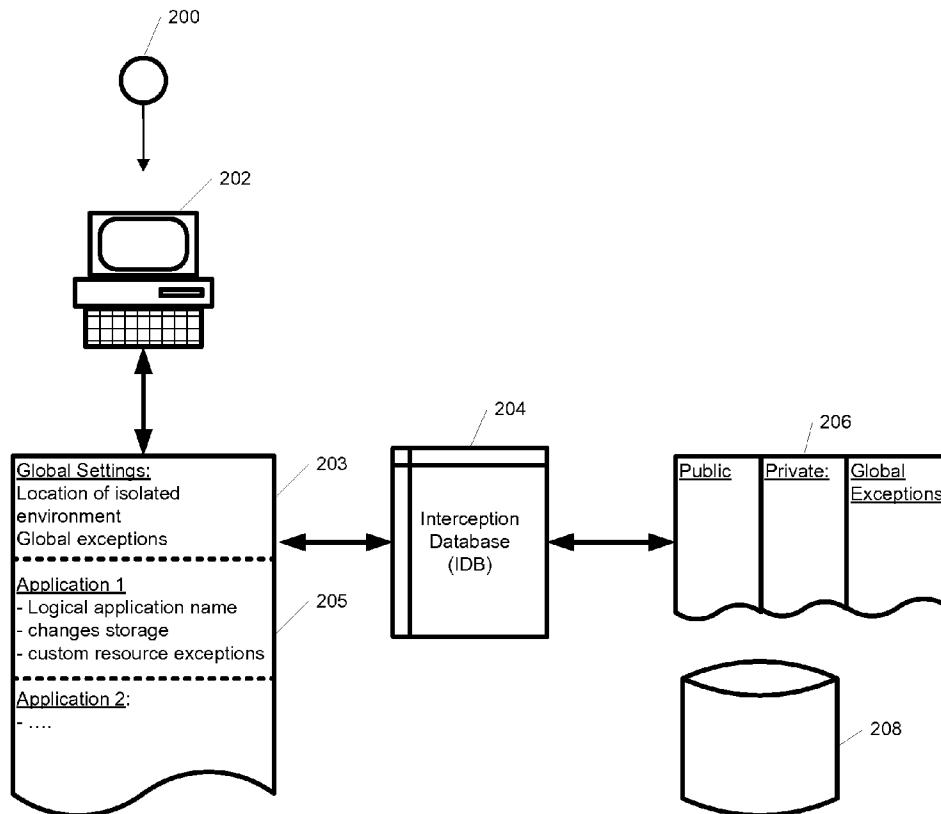 200
202
Global Settings:
Location of isolated
environment
Global exceptions
203
Application 1
- Logical application name
- changes storage
- custom resource exceptions
205
Application 2:
- ....
204
Interception
Database
(IDB)
206
Public
Private:
Global
Exceptions
208